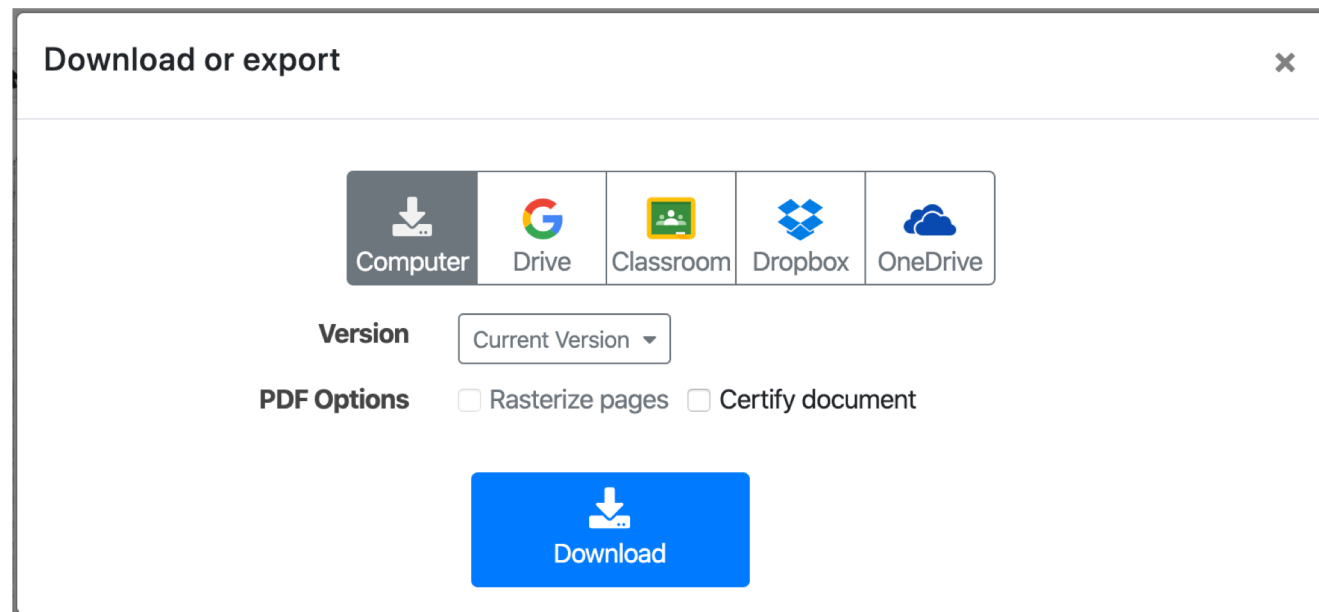 Download or export
Computer Drive Classroom Dropbox OneDrive
Version Current Version
PDF Options Rasterize pages Certify document
Download